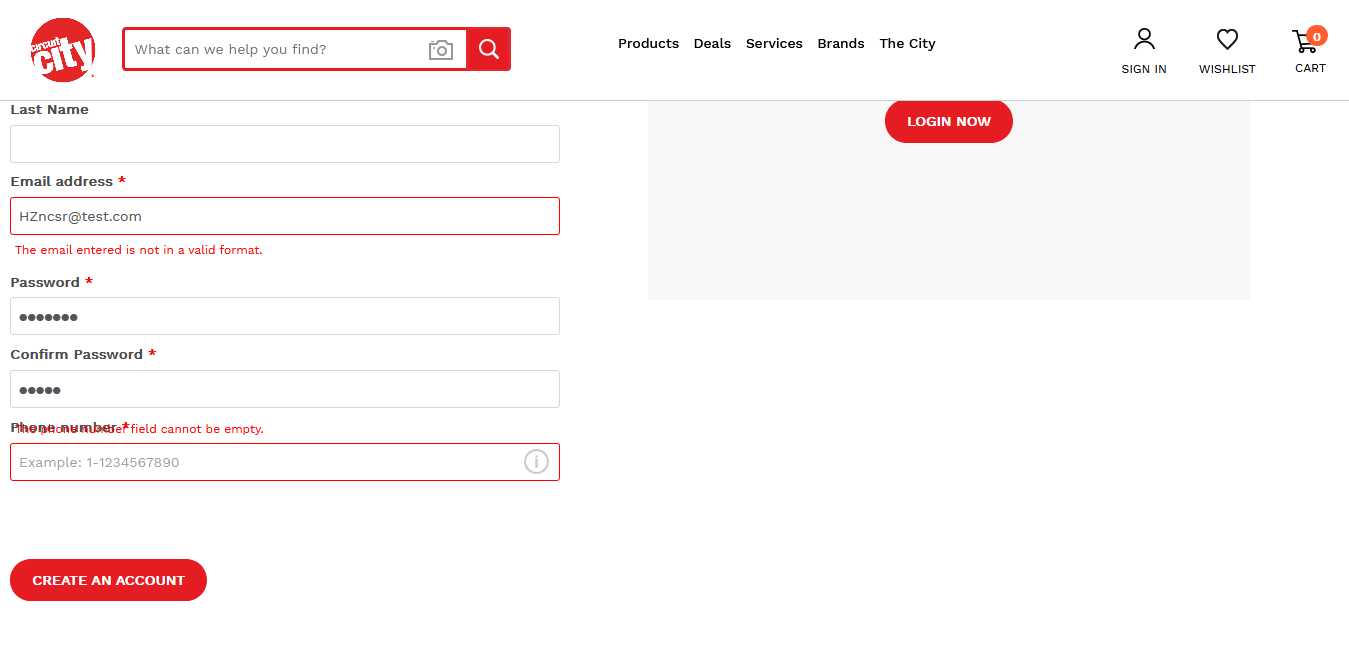 circuit city
What can we help you find?
Products Deals Services Brands The City
SIGN IN
WISHLIST
0
CART
Last Name
LOGIN NOW
Email address *
HZncsr@test.com
The email entered is not in a valid format.
Password *
Confirm Password *
Phone number *
The phone number field cannot be empty.
Example: 1-1234567890
CREATE AN ACCOUNT